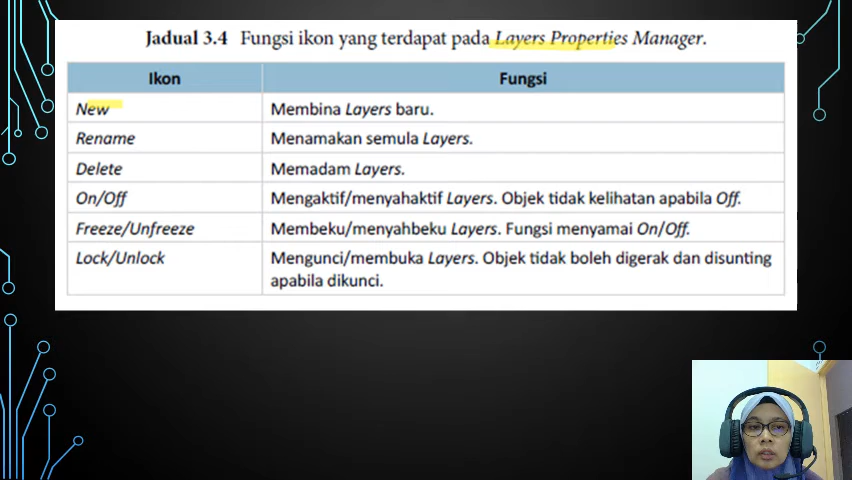 Jadual 3.4 Fungsi ikon yang terdapat pada Layers Properties Manager.
Ikon Fungsi
New Membina Layers baru.
Rename Menamakan semula Layers.
Delete Memadam Layers.
On/Off Mengaktif/menyahaktif Layers. Objek tidak kelihatan apabila Off.
Freeze/Unfreeze Membeku/menyahbeku Layers. Fungsi menyamai On/Off.
Lock/Unlock Mengunci/membuka Layers. Objek tidak boleh digerak dan disunting
apabila dikunci.